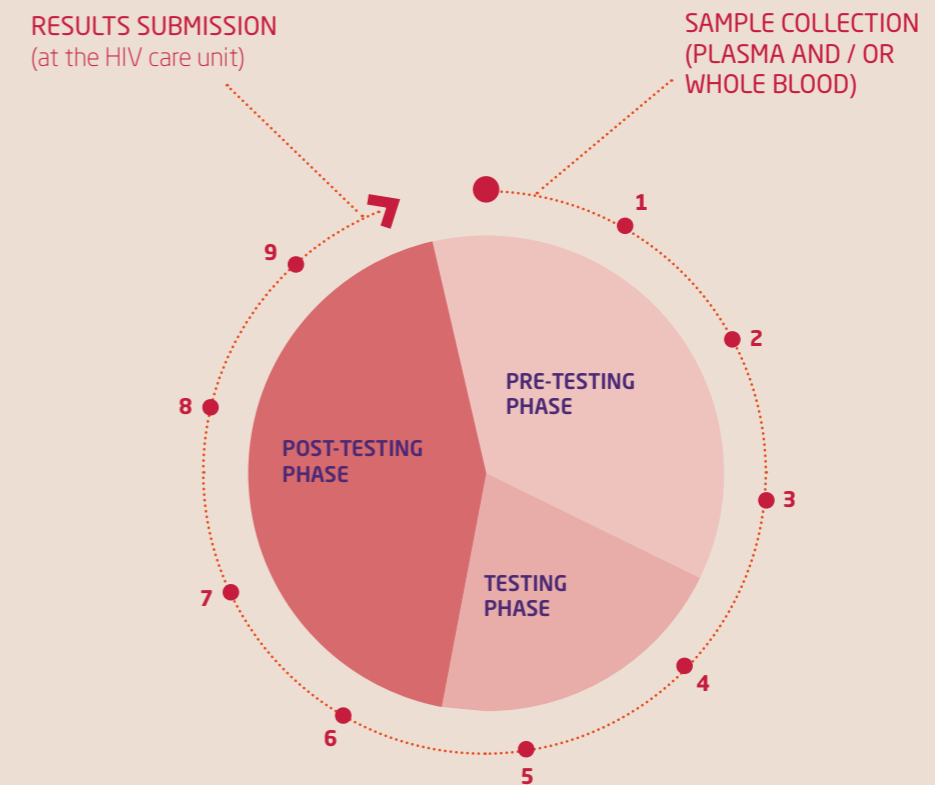 RESULTS SUBMISSION
(at the HIV care unit)
SAMPLE COLLECTION
(PLASMA AND / OR
WHOLE BLOOD)
1
2
3
4
5
6
7
8
9
PRE-TESTING
PHASE
TESTING
PHASE
POST-TESTING
PHASE